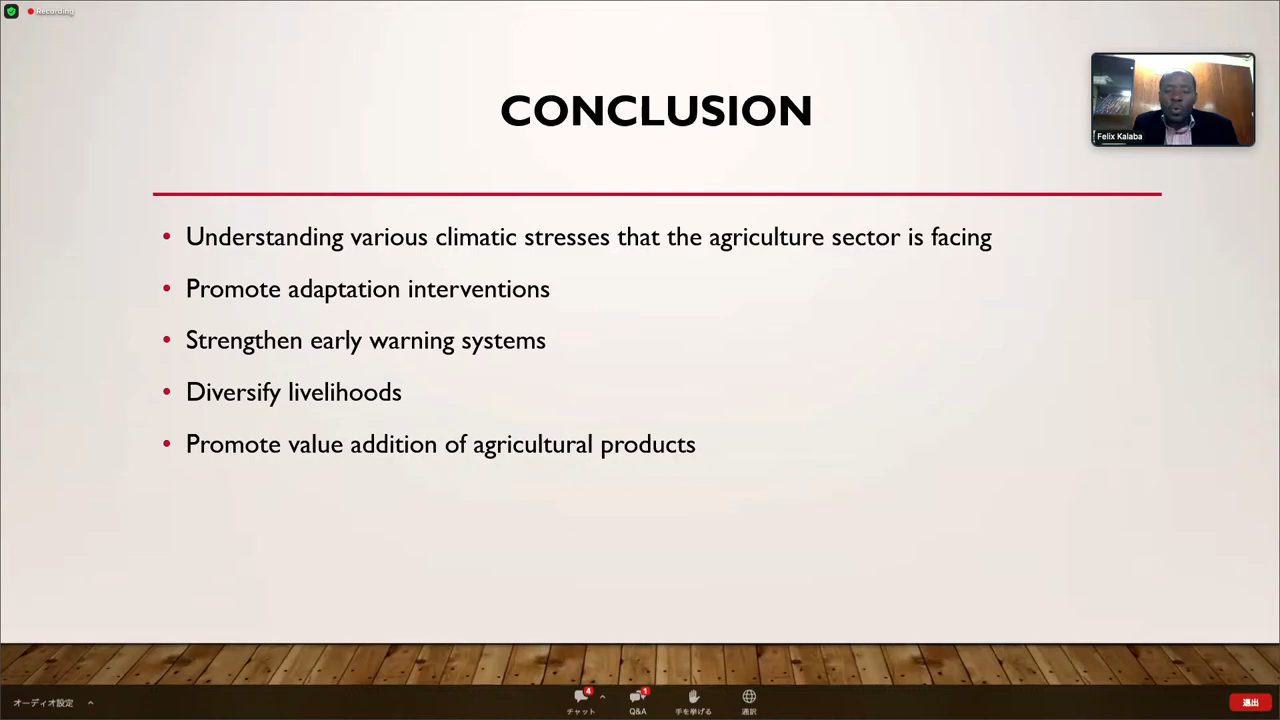 Recording
CONCLUSION
Felix Kalaba
• Understanding various climatic stresses that the agriculture sector is facing
• Promote adaptation interventions
• Strengthen early warning systems
• Diversify livelihoods
• Promote value addition of agricultural products
オーディオ設定
4
チャット
1
Q&A
手を挙げる
通訳
退出